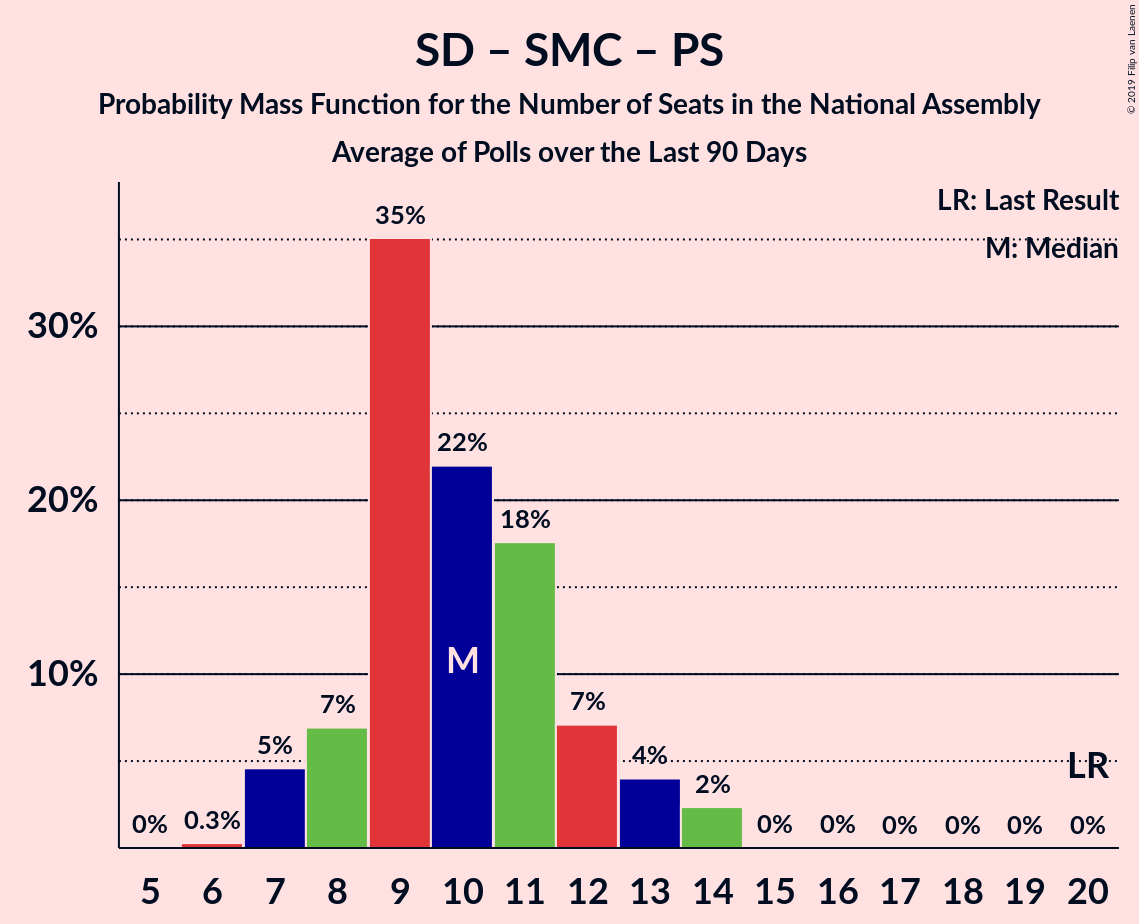 SD – SMC – PS
Probability Mass Function for the Number of Seats in the National Assembly
Average of Polls over the Last 90 Days
© 2019 Filip van Laenen
LR: Last Result
M: Median
35%
30%
22%
20%
18%
M
10%
7%
7%
5%
4%
LR
2%
0%
0.3%
0%
0%
0%
0%
0%
0%
5 6 7 8 9 10 11 12 13 14 15 16 17 18 19 20